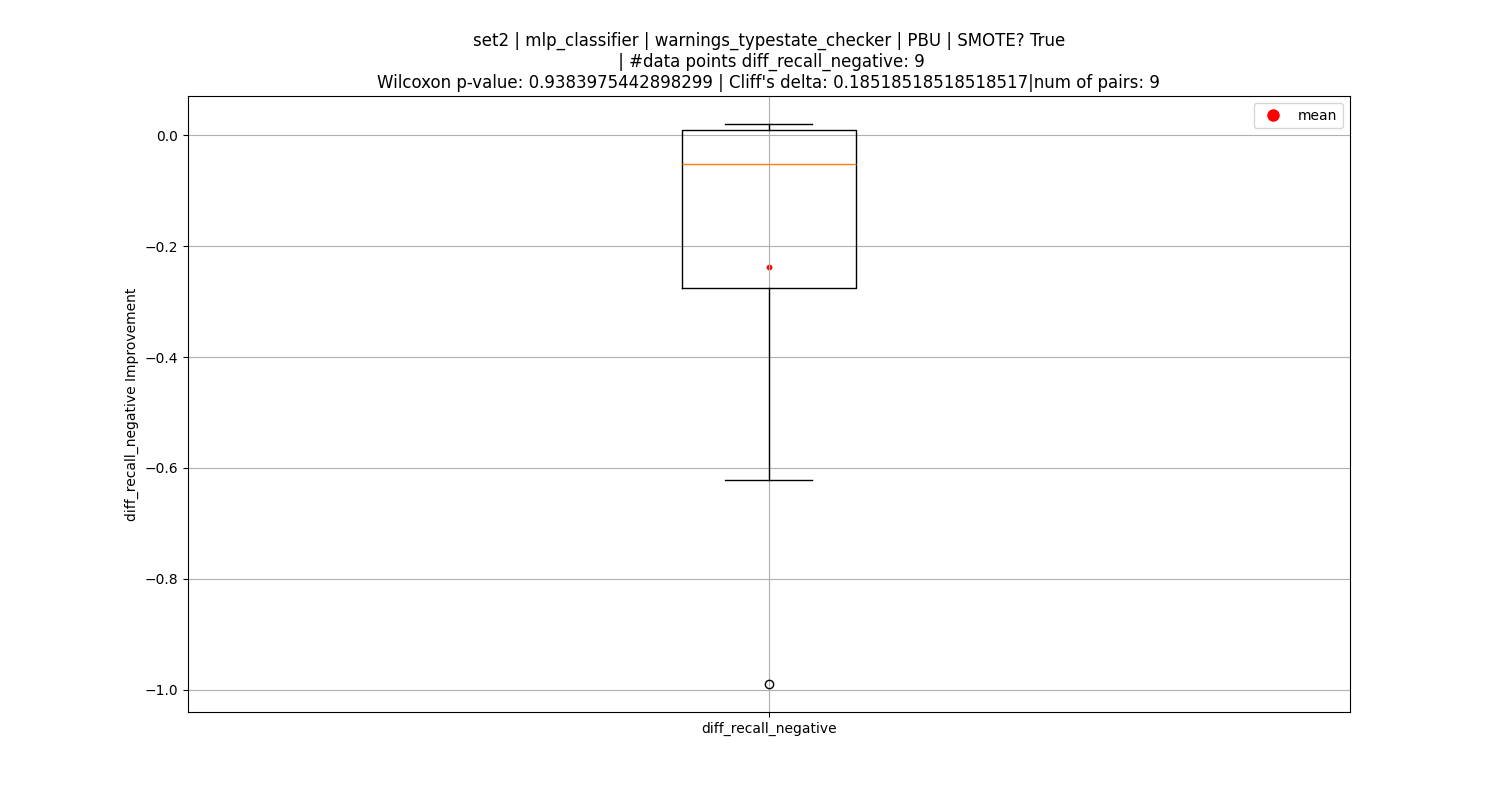 set2 | mlp_classifier | warnings_typestate_checker | PBU | SMOTE? True
| #data points diff_recall_negative: 9
Wilcoxon p-value: 0.9383975442898299 | Cliff's delta: 0.18518518518518517|num of pairs: 9
mean
0.0
−0.2
−0.4
−0.6
−0.8
−1.0
diff_recall_negative Improvement
diff_recall_negative